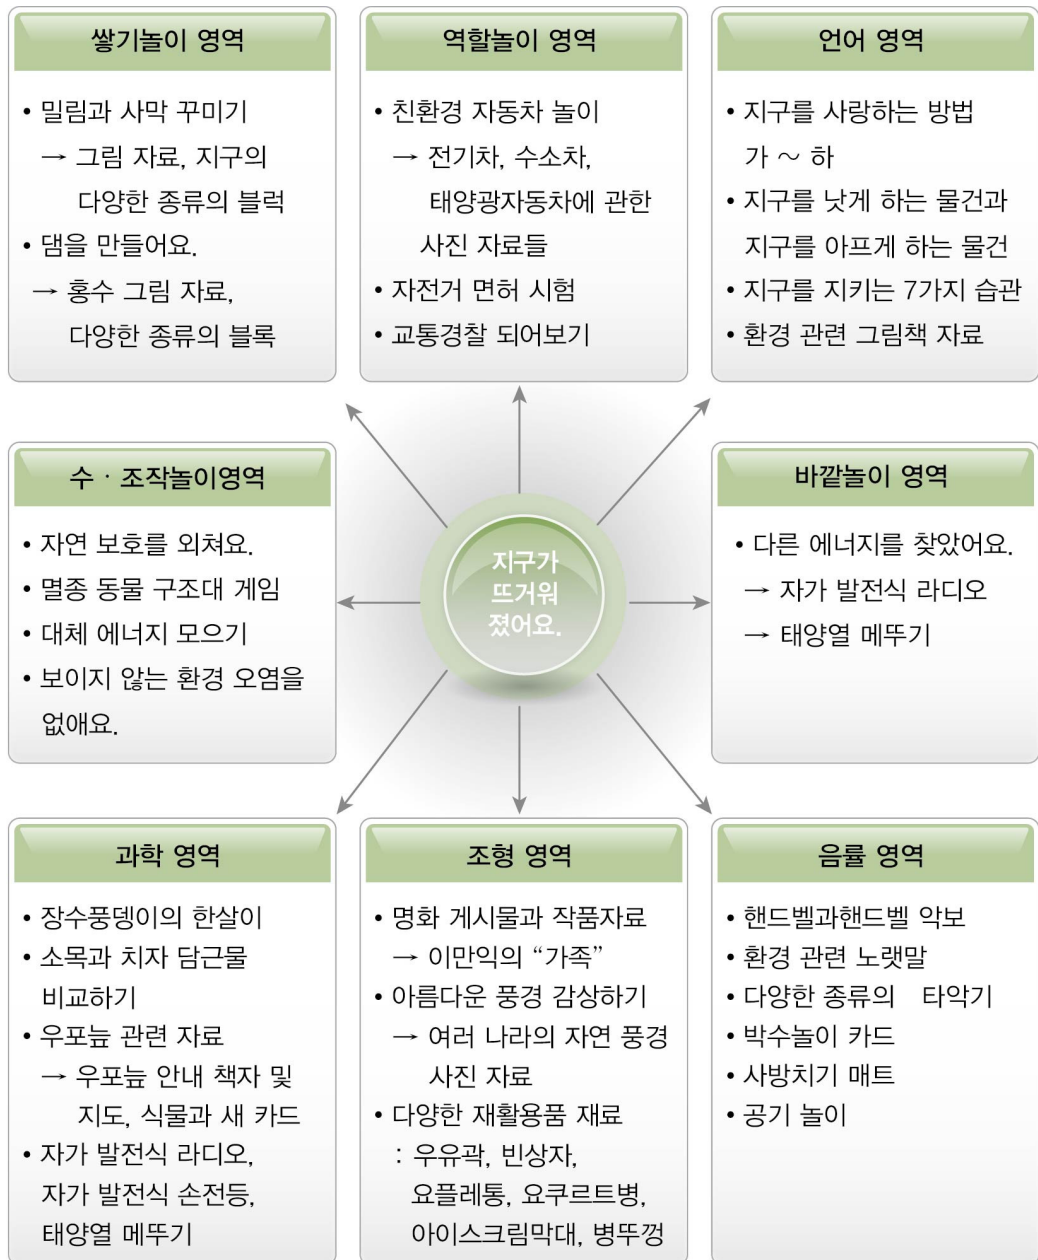 쌓기놀이 영역
• 밀림과 사막 꾸미기
→ 그림 자료, 지구의
다양한 종류의 블럭
• 댐을 만들어요.
→ 홍수 그림 자료,
다양한 종류의 블록
역할놀이 영역
• 친환경 자동차 놀이
→ 전기차, 수소차,
태양광자동차에 관한
사진 자료들
• 자전거 면허 시험
• 교통경찰 되어보기
언어 영역
• 지구를 사랑하는 방법
가 ~ 하
• 지구를 낫게 하는 물건과
지구를 아프게 하는 물건
• 지구를 지키는 7가지 습관
• 환경 관련 그림책 자료
수 · 조작놀이영역
• 자연 보호를 외쳐요.
• 멸종 동물 구조대 게임
• 대체 에너지 모으기
• 보이지 않는 환경 오염을
없애요.
지구가
뜨거워
졌어요.
바깥놀이 영역
• 다른 에너지를 찾았어요.
→ 자가 발전식 라디오
→ 태양열 메뚜기
과학 영역
• 장수풍뎅이의 한살이
• 소목과 치자 담근물
비교하기
• 우포늪 관련 자료
→ 우포늪 안내 책자 및
지도, 식물과 새 카드
• 자가 발전식 라디오,
자가 발전식 손전등,
태양열 메뚜기
조형 영역
• 명화 게시물과 작품자료
→ 이만익의 “가족”
• 아름다운 풍경 감상하기
→ 여러 나라의 자연 풍경
사진 자료
• 다양한 재활용품 재료
: 우유곽, 빈상자,
요플레통, 요쿠르트병,
아이스크림막대, 병뚜껑
음률 영역
• 핸드벨과핸드벨 악보
• 환경 관련 노랫말
• 다양한 종류의 타악기
• 박수놀이 카드
• 사방치기 매트
• 공기 놀이